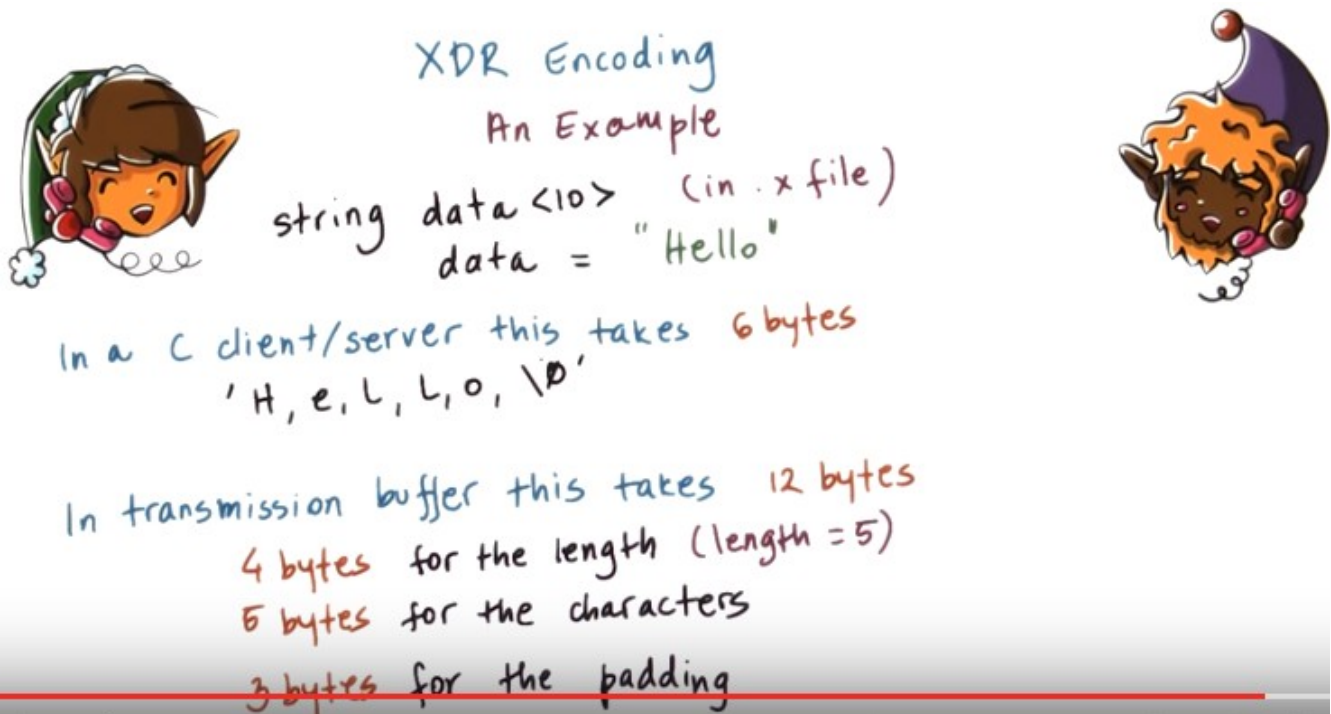 XDR Encoding
An Example
string data <10> (in .x file)
data = "Hello"
In a C client/server this takes 6 bytes
'H, e, L, L, o, \0'
In transmission buffer this takes 12 bytes
4 bytes for the length (length = 5)
5 bytes for the characters
3 bytes for the padding